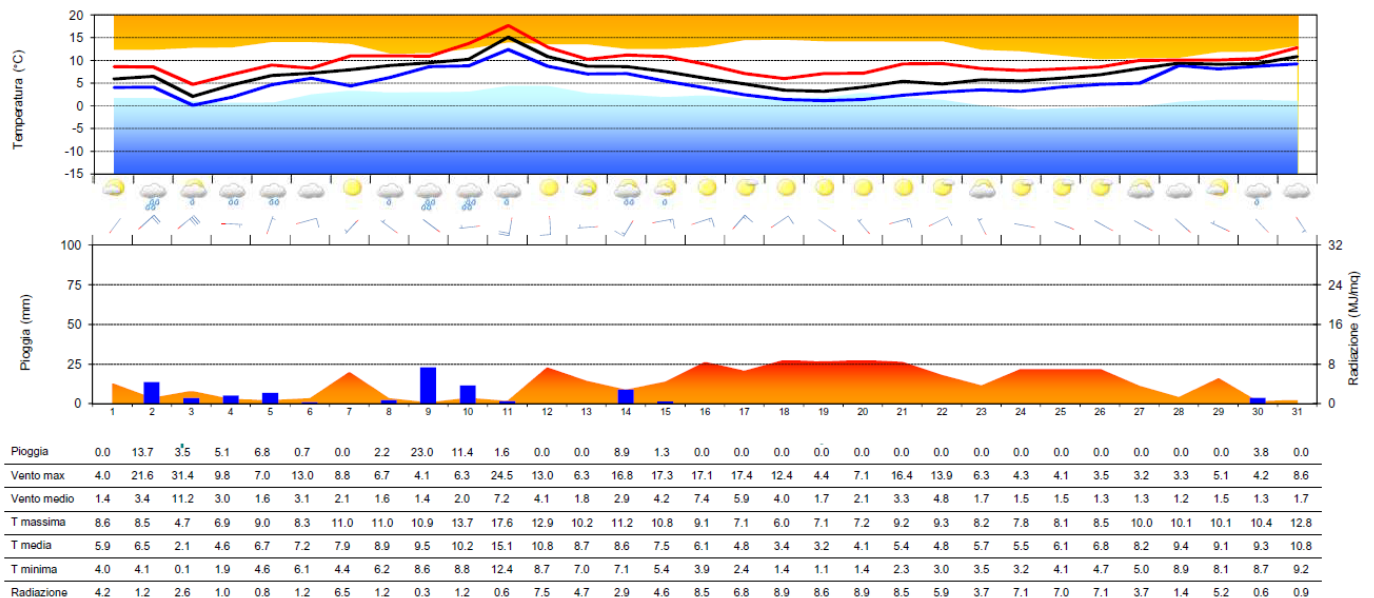 Temperatura (°C)
20
15
10
5
0
-5
-10
-15
Pioggia (mm)
100
75
50
25
0
Radiazione (MJ/mq)
32
24
16
8
0
1 2 3 4 5 6 7 8 9 10 11 12 13 14 15 16 17 18 19 20 21 22 23 24 25 26 27 28 29 30 31
Pioggia 0.0 13.7 3.5 5.1 6.8 0.7 0.0 2.2 23.0 11.4 1.6 0.0 0.0 8.9 1.3 0.0 0.0 0.0 0.0 0.0 0.0 0.0 0.0 0.0 0.0 0.0 0.0 0.0 0.0 3.8 0.0
Vento max 4.0 21.6 31.4 9.8 7.0 13.0 8.8 6.7 4.1 6.3 24.5 13.0 6.3 16.8 17.3 17.1 17.4 12.4 4.4 7.1 16.4 13.9 6.3 4.3 4.1 3.5 3.2 3.3 5.1 4.2 8.6
Vento medio 1.4 3.4 11.2 3.0 1.6 3.1 2.1 1.6 1.4 2.0 7.2 4.1 1.8 2.9 4.2 7.4 5.9 4.0 1.7 2.1 3.3 4.8 1.7 1.5 1.5 1.3 1.3 1.2 1.5 1.3 1.7
T massima 8.6 8.5 4.7 6.9 9.0 8.3 11.0 11.0 10.9 13.7 17.6 12.9 10.2 11.2 10.8 9.1 7.1 6.0 7.1 7.2 9.2 9.3 8.2 7.8 8.1 8.5 10.0 10.1 10.1 10.4 12.8
T media 5.9 6.5 2.1 4.6 6.7 7.2 7.9 8.9 9.5 10.2 15.1 10.8 8.7 8.6 7.5 6.1 4.8 3.4 3.2 4.1 5.4 4.8 5.7 5.5 6.1 6.8 8.2 9.4 9.1 9.3 10.8
T minima 4.0 4.1 0.1 1.9 4.6 6.1 4.4 6.2 8.6 8.8 12.4 8.7 7.0 7.1 5.4 3.9 2.4 1.4 1.1 1.4 2.3 3.0 3.5 3.2 4.1 4.7 5.0 8.9 8.1 8.7 9.2
Radiazione 4.2 1.2 2.6 1.0 0.8 1.2 6.5 1.2 0.3 1.2 0.6 7.5 4.7 2.9 4.6 8.5 6.8 8.9 8.6 8.9 8.5 5.9 3.7 7.1 7.0 7.1 3.7 1.4 5.2 0.6 0.9